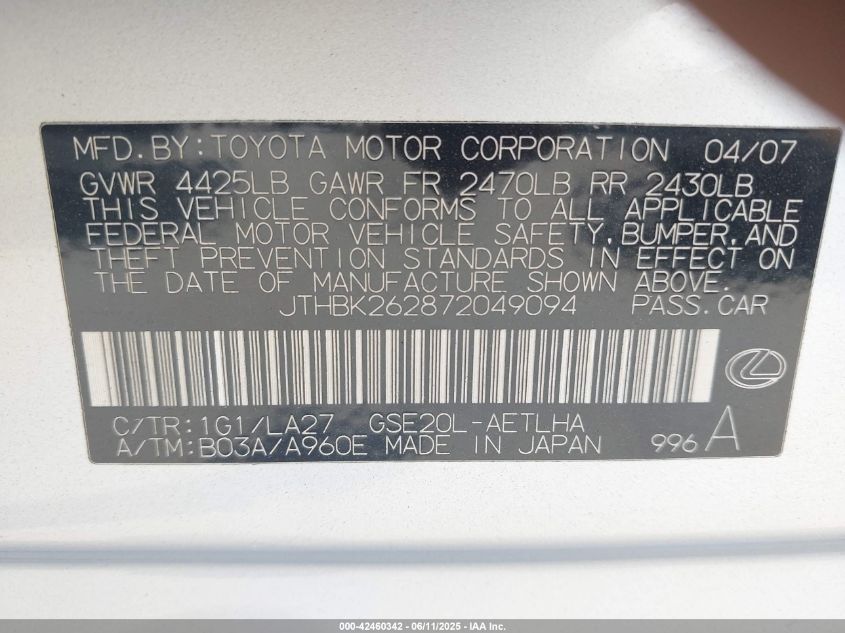 MFD.BY:TOYOTA MOTOR CORPORATION 04/07
GVWR 4425LB GAWR FR 2470LB RR 2430LB
THIS VEHICLE CONFORMS TO ALL APPLICABLE
FEDERAL MOTOR VEHICLE SAFETY,BUMPER,AND
THEFT PREVENTION STANDARDS IN EFFECT ON
THE DATE OF MANUFACTURE SHOWN ABOVE.
JTHBK262872049094 PASS.CAR
C/TR:1G1/LA27 GSE20L-AETLHA
A/TM:B03A/A960E MADE IN JAPAN 996 A
000-42460342 - 06/11/2025 - IAA Inc.